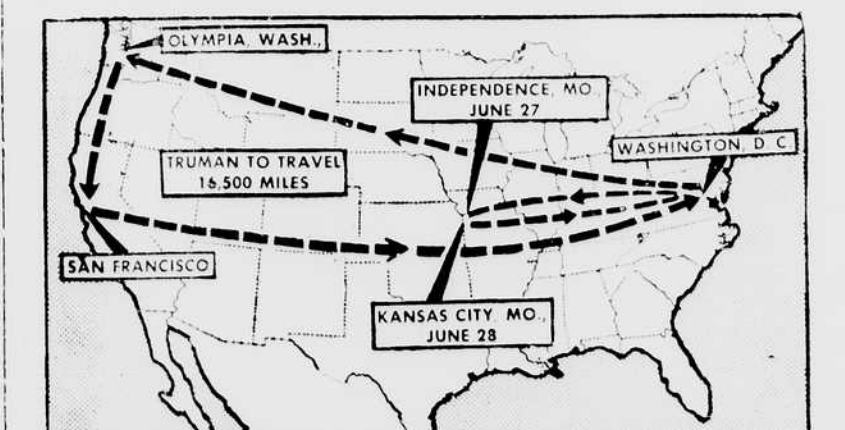 OLYMPIA, WASH.,
INDEPENDENCE, MO.,
JUNE 27
WASHINGTON, D.C.
TRUMAN TO TRAVEL
16,500 MILES
SAN FRANCISCO
KANSAS CITY, MO.,
JUNE 28